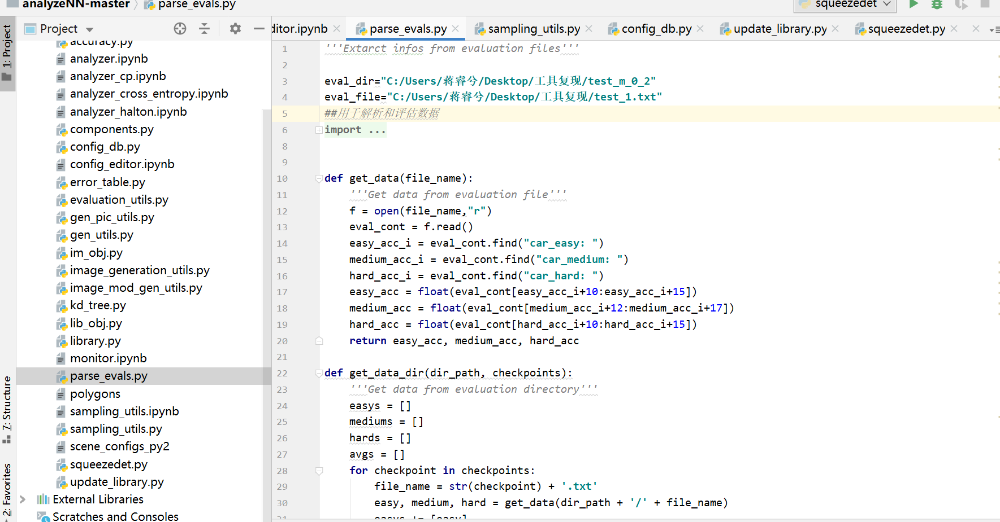 analyzeNN-master
parse_evals.py
squeezedet
1: Project
Project
ditor.ipynb
parse_evals.py
sampling_utils.py
config_db.py
update_library.py
squeezedet.py
accuracy.py
analyzer.ipynb
analyzer_cp.ipynb
analyzer_cross_entropy.ipynb
analyzer_halton.ipynb
components.py
config_db.py
config_editor.ipynb
error_table.py
evaluation_utils.py
gen_pic_utils.py
gen_utils.py
im_obj.py
image_generation_utils.py
image_mod_gen_utils.py
kd_tree.py
lib_obj.py
library.py
monitor.ipynb
parse_evals.py
polygons
sampling_utils.ipynb
sampling_utils.py
scene_configs_py2
squeezedet.py
update_library.py
External Libraries
Scratches and Consoles
7: Structure
2: Favorites
1 '''Extarct infos from evaluation files'''
2
3 eval_dir="C:/Users/蒋睿兮/Desktop/工具复现/test_m_0_2"
4 eval_file="C:/Users/蒋睿兮/Desktop/工具复现/test_1.txt"
5 ##用于解析和评估数据
6 import ...
8
9
10 def get_data(file_name):
11 '''Get data from evaluation file'''
12 f = open(file_name,"r")
13 eval_cont = f.read()
14 easy_acc_i = eval_cont.find("car_easy: ")
15 medium_acc_i = eval_cont.find("car_medium: ")
16 hard_acc_i = eval_cont.find("car_hard: ")
17 easy_acc = float(eval_cont[easy_acc_i+10:easy_acc_i+15])
18 medium_acc = float(eval_cont[medium_acc_i+12:medium_acc_i+17])
19 hard_acc = float(eval_cont[hard_acc_i+10:hard_acc_i+15])
20 return easy_acc, medium_acc, hard_acc
21
22 def get_data_dir(dir_path, checkpoints):
23 '''Get data from evaluation directory'''
24 easys = []
25 mediums = []
26 hards = []
27 avgs = []
28 for checkpoint in checkpoints:
29 file_name = str(checkpoint) + '.txt'
30 easy, medium, hard = get_data(dir_path + '/' + file_name)
31 easys += [easy]